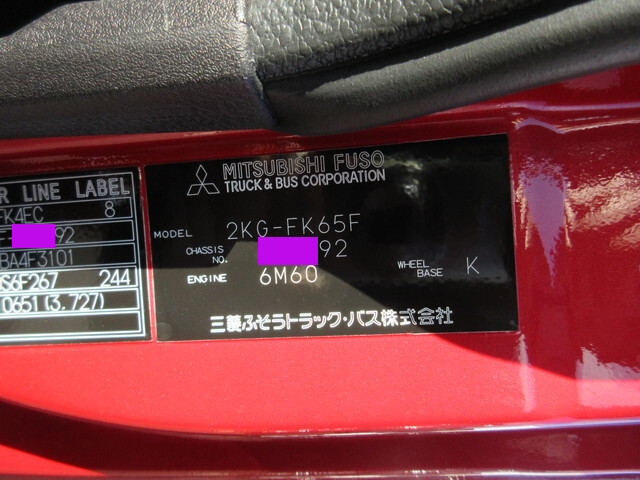 R LINE LABEL
FK4FC 8
92
BA4F3101
S6F267 244
0651 (3.727)
MITSUBISHI FUSO
TRUCK & BUS CORPORATION
MODEL 2KG-FK65F
CHASSIS NO. 92
ENGINE 6M60
WHEEL BASE K
三菱ふそうトラック・バス株式会社